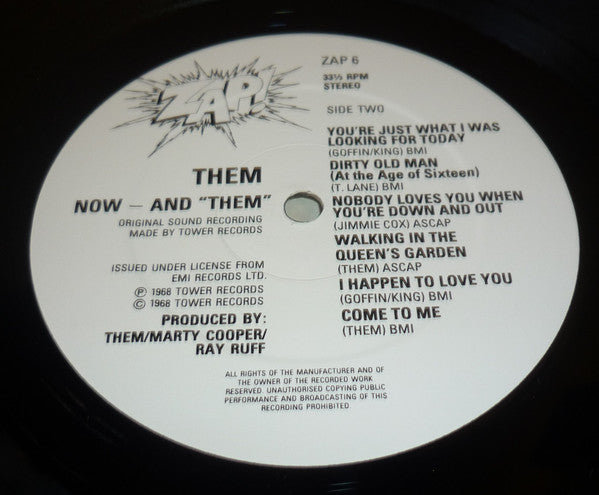 ZAP!
ZAP 6
33⅓ RPM
STEREO
SIDE TWO
THEM
NOW – AND "THEM"
ORIGINAL SOUND RECORDING
MADE BY TOWER RECORDS
ISSUED UNDER LICENSE FROM
EMI RECORDS LTD.
Ⓟ 1968 TOWER RECORDS
© 1968 TOWER RECORDS
PRODUCED BY:
THEM/MARTY COOPER/
RAY RUFF
YOU'RE JUST WHAT I WAS
LOOKING FOR TODAY
(GOFFIN/KING) BMI
DIRTY OLD MAN
(At the Age of Sixteen)
(T. LANE) BMI
NOBODY LOVES YOU WHEN
YOU'RE DOWN AND OUT
(JIMMIE COX) ASCAP
WALKING IN THE
QUEEN'S GARDEN
(THEM) ASCAP
I HAPPEN TO LOVE YOU
(GOFFIN/KING) BMI
COME TO ME
(THEM) BMI
ALL RIGHTS OF THE MANUFACTURER AND OF
THE OWNER OF THE RECORDED WORK
RESERVED. UNAUTHORISED COPYING PUBLIC
PERFORMANCE AND BROADCASTING OF THIS
RECORDING PROHIBITED